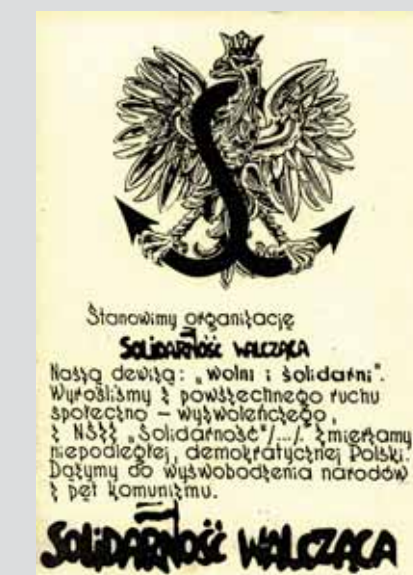 Stanowimy organizację
SOLIDARNOŚĆ WALCZĄCA
Naszą dewizą: „wolni i solidarni".
Wyrośliśmy z powszechnego ruchu
społeczno – wyzwoleńczego,
z NSZZ „Solidarność"/.../. Zmierzamy
niepodległej, demokratycznej Polski.
Dążymy do wyzwobodzenia narodów
z pęt komunizmu.
SOLIDARNOŚĆ WALCZĄCA